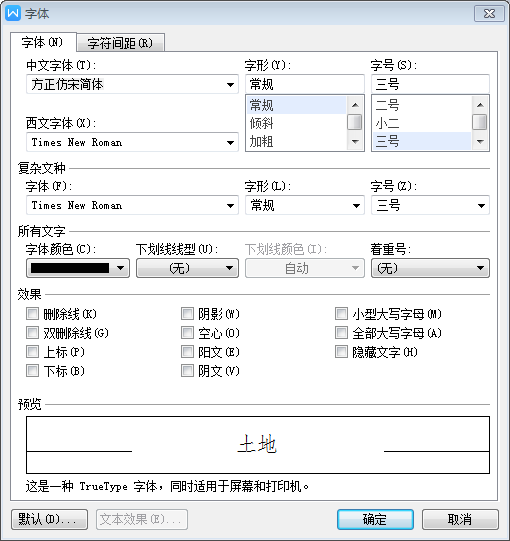 字体
字体(N) 字符间距(R)
中文字体(T): 字形(Y): 字号(S):
方正仿宋简体 常规 三号
常规 二号
西文字体(X): 倾斜 小二
Times New Roman 加粗 三号
复杂文种
字体(F): 字形(L): 字号(Z):
Times New Roman 常规 三号
所有文字
字体颜色(C): 下划线线型(U): 下划线颜色(I): 着重号:
(无) 自动 (无)
效果
删除线(K) 阴影(W) 小型大写字母(M)
双删除线(G) 空心(O) 全部大写字母(A)
上标(P) 阳文(E) 隐藏文字(H)
下标(B) 阴文(V)
预览
土地
这是一种 TrueType 字体，同时适用于屏幕和打印机。
默认(D)... 文本效果(E)... 确定 取消